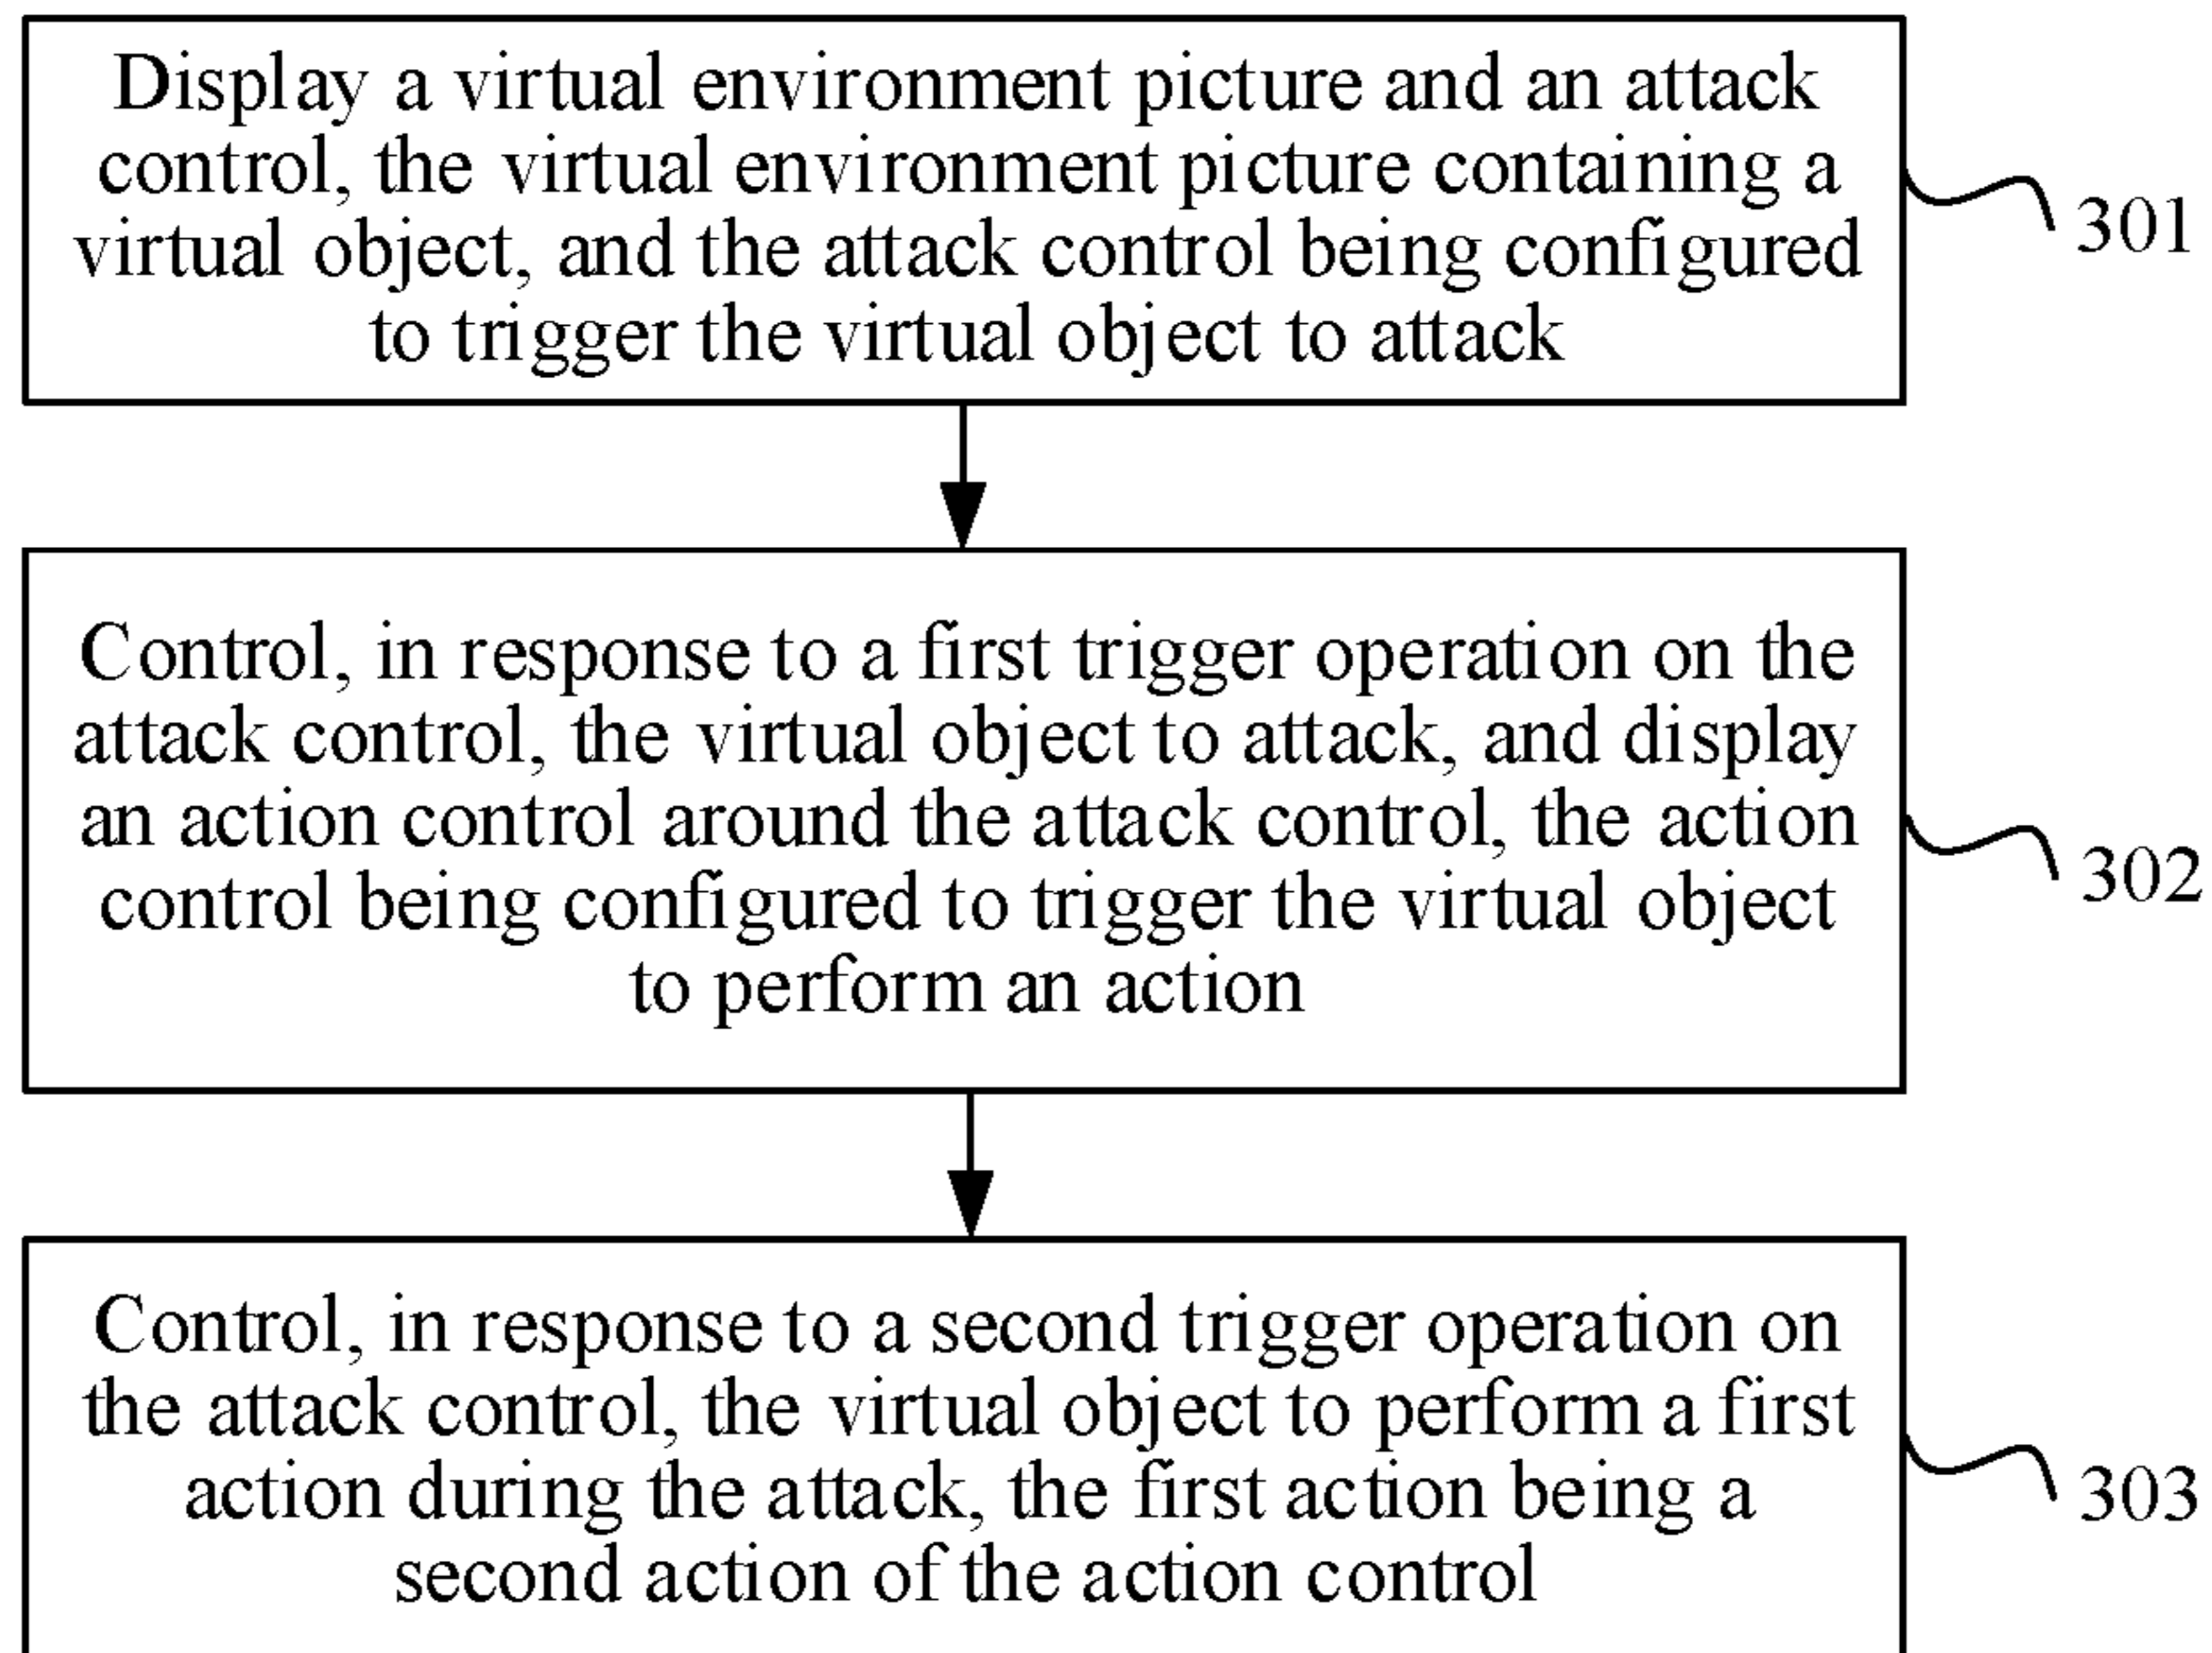 Display a virtual environment picture and an attack
control, the virtual environment picture containing a
virtual object, and the attack control being configured
to trigger the virtual object to attack
301
Control, in response to a first trigger operation on the
attack control, the virtual object to attack, and display
an action control around the attack control, the action
control being configured to trigger the virtual object
to perform an action
302
Control, in response to a second trigger operation on
the attack control, the virtual object to perform a first
action during the attack, the first action being a
second action of the action control
303